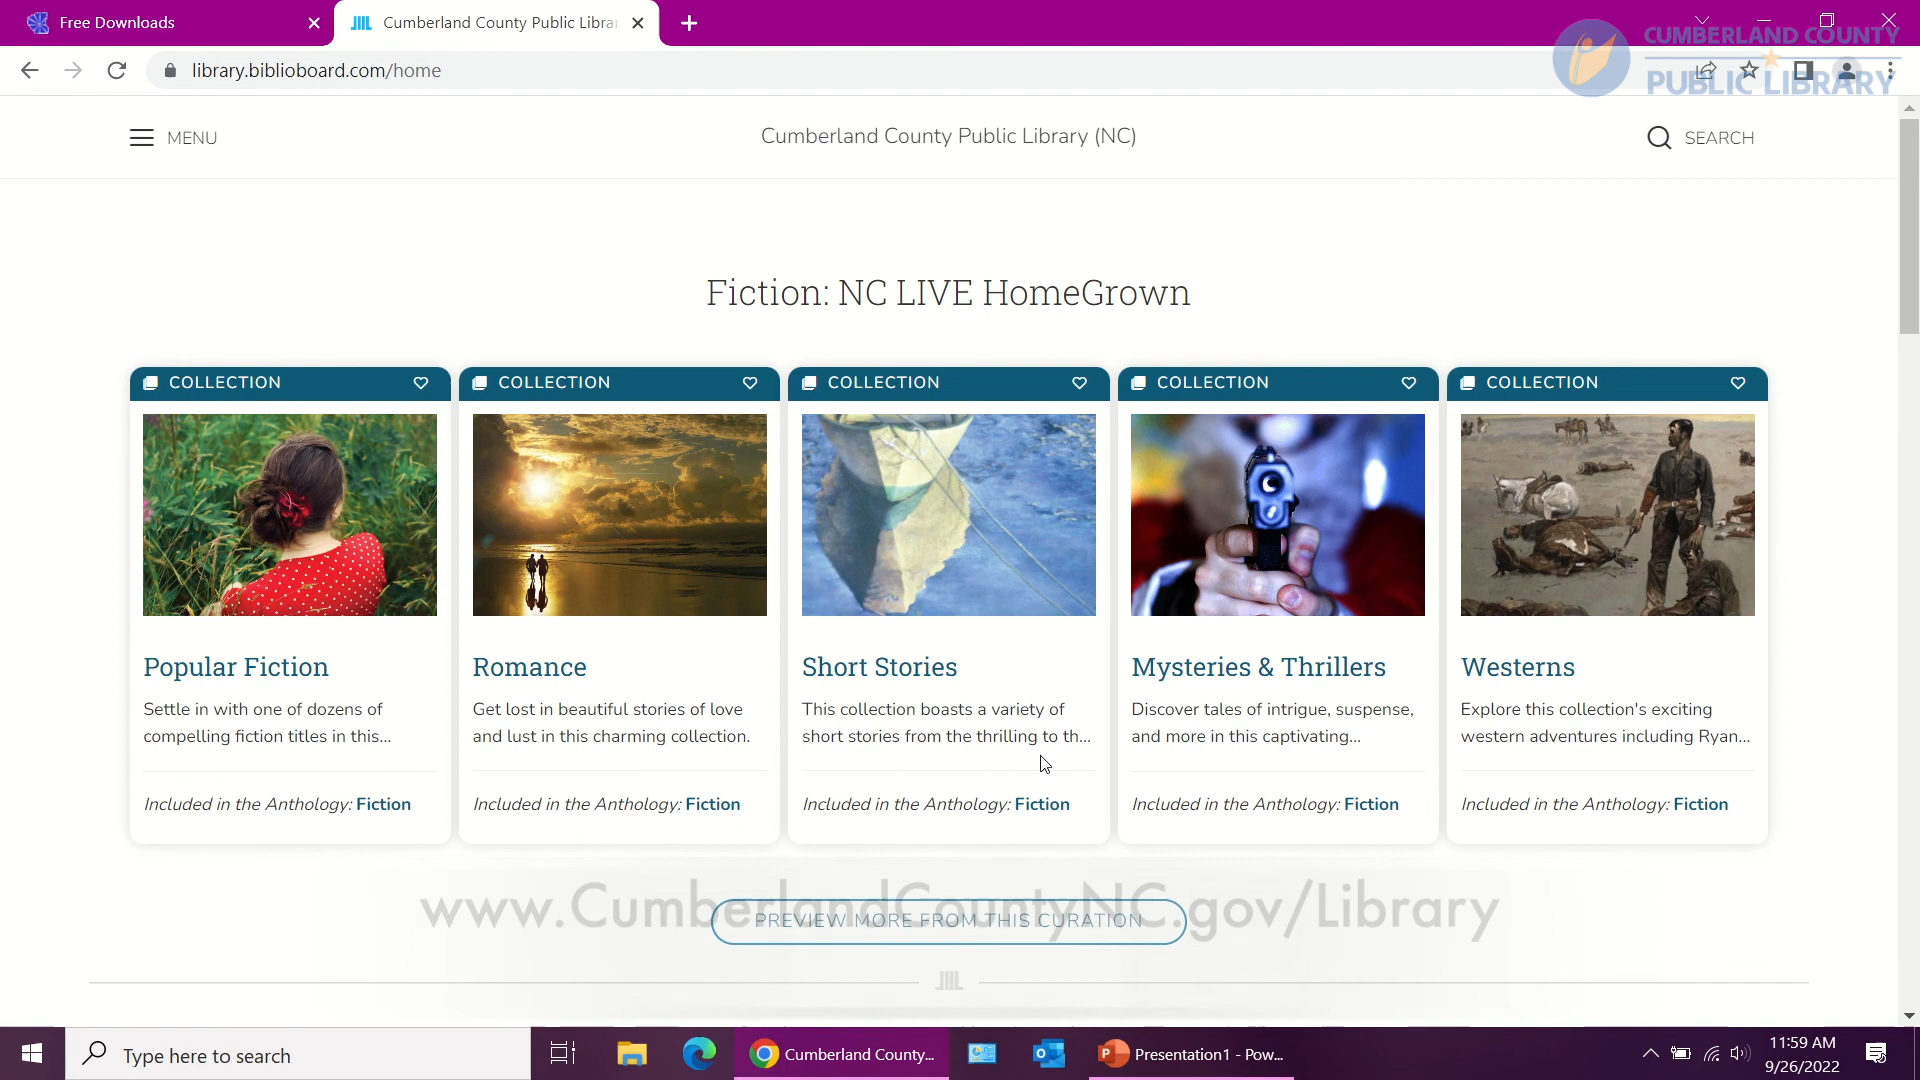 Free Downloads
Cumberland County Public Libra
CUMBERLAND COUNTY
PUBLIC LIBRARY
library.biblioboard.com/home
MENU
Cumberland County Public Library (NC)
SEARCH
Fiction: NC LIVE HomeGrown
COLLECTION
COLLECTION
COLLECTION
COLLECTION
COLLECTION
Popular Fiction
Settle in with one of dozens of
compelling fiction titles in this...
Included in the Anthology: Fiction
Romance
Get lost in beautiful stories of love
and lust in this charming collection.
Included in the Anthology: Fiction
Short Stories
This collection boasts a variety of
short stories from the thrilling to th...
Included in the Anthology: Fiction
Mysteries & Thrillers
Discover tales of intrigue, suspense,
and more in this captivating...
Included in the Anthology: Fiction
Westerns
Explore this collection's exciting
western adventures including Ryan...
Included in the Anthology: Fiction
www.CumberlandCountyNC.gov/Library
PREVIEW MORE FROM THIS CURATION
Type here to search
Cumberland County...
Presentation1 - Pow...
11:59 AM
9/26/2022